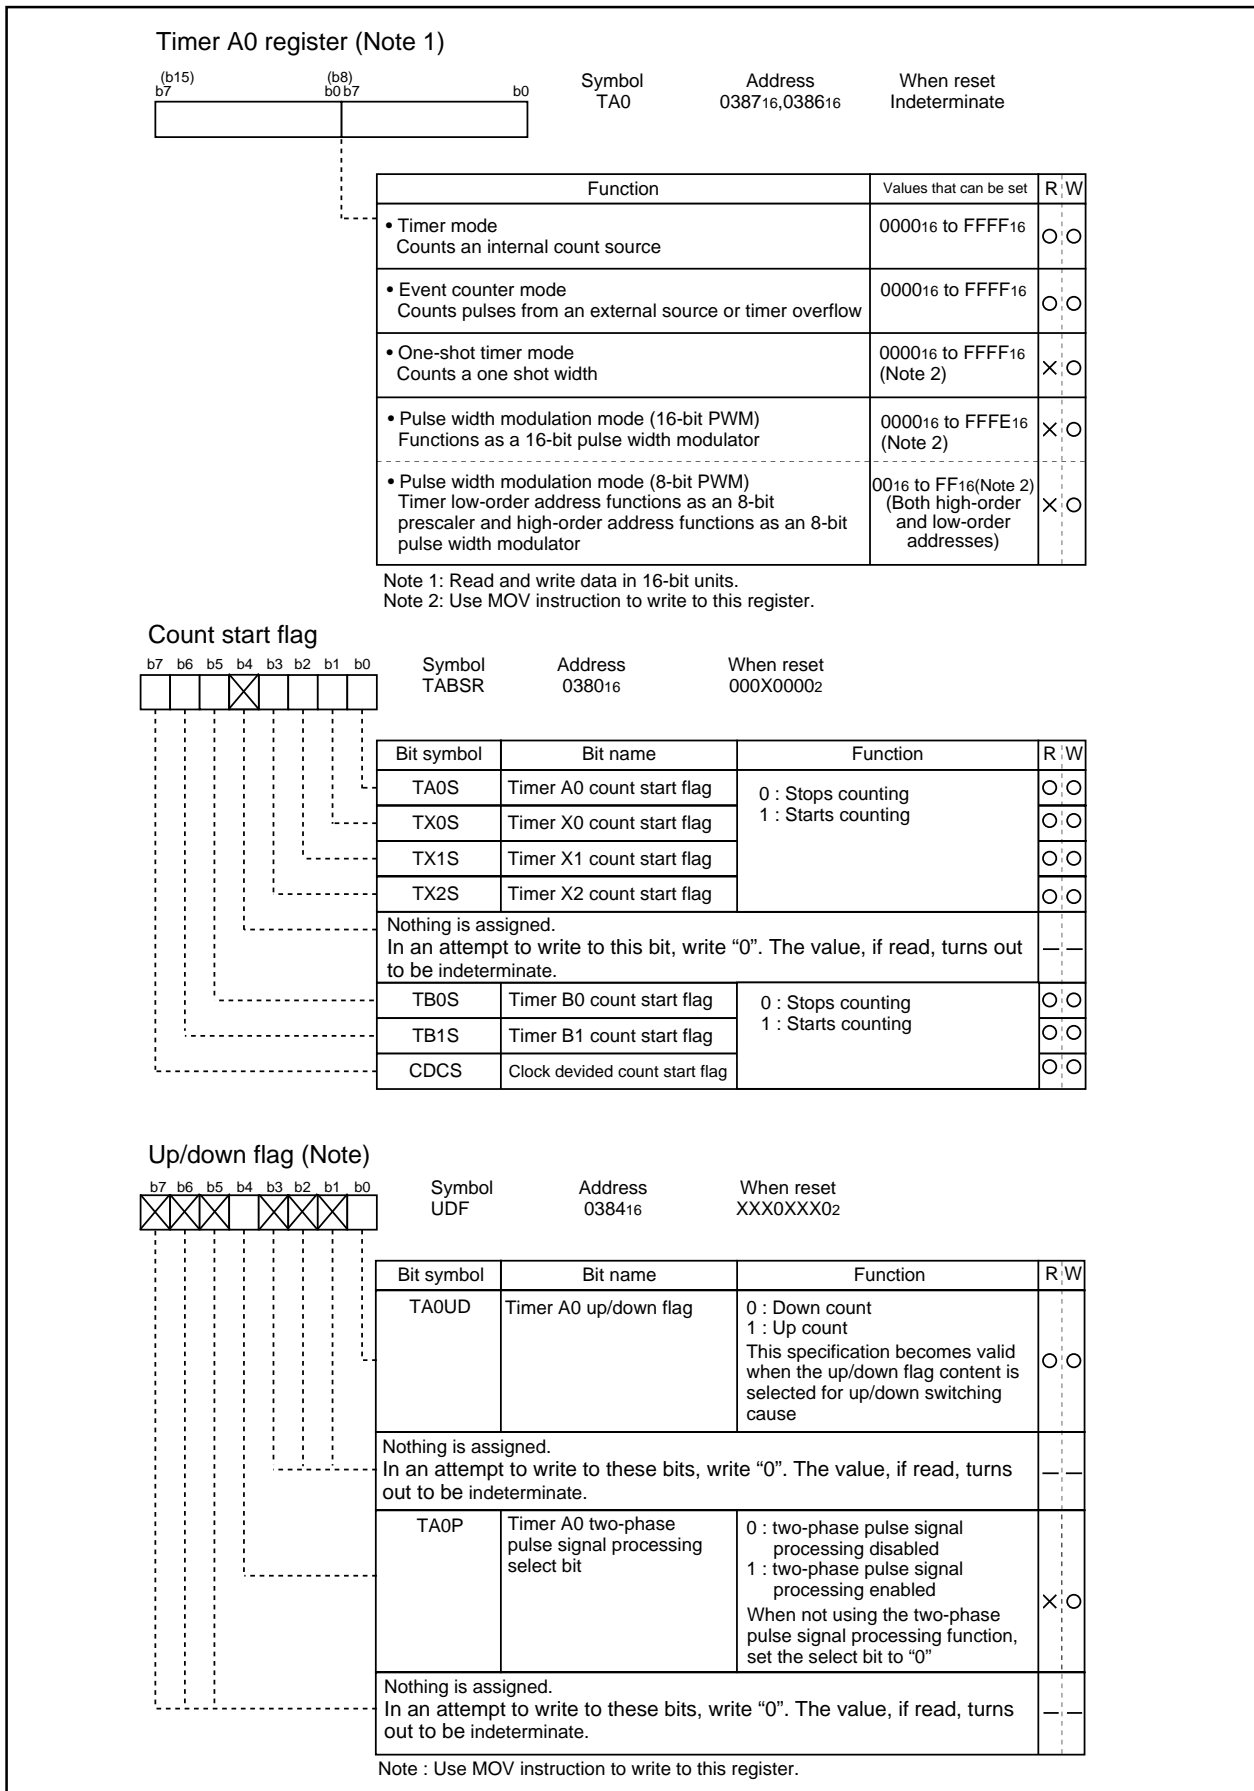 Timer A0 register (Note 1)
(b15) (b8)
b7 b0 b7 b0
Symbol Address When reset
TA0 038716,038616 Indeterminate
Function Values that can be set R W
• Timer mode 000016 to FFFF16
Counts an internal count source
• Event counter mode 000016 to FFFF16
Counts pulses from an external source or timer overflow
• One-shot timer mode 000016 to FFFF16
Counts a one shot width (Note 2)
• Pulse width modulation mode (16-bit PWM) 000016 to FFFE16
Functions as a 16-bit pulse width modulator (Note 2)
• Pulse width modulation mode (8-bit PWM) 0016 to FF16(Note 2)
Timer low-order address functions as an 8-bit (Both high-order
prescaler and high-order address functions as an 8-bit and low-order
pulse width modulator addresses)
Note 1: Read and write data in 16-bit units.
Note 2: Use MOV instruction to write to this register.
Count start flag
b7 b6 b5 b4 b3 b2 b1 b0
Symbol Address When reset
TABSR 038016 000X00002
Bit symbol Bit name Function R W
TA0S Timer A0 count start flag 0 : Stops counting
1 : Starts counting
TX0S Timer X0 count start flag
TX1S Timer X1 count start flag
TX2S Timer X2 count start flag
Nothing is assigned.
In an attempt to write to this bit, write “0”. The value, if read, turns out
to be indeterminate.
TB0S Timer B0 count start flag 0 : Stops counting
1 : Starts counting
TB1S Timer B1 count start flag
CDCS Clock devided count start flag
Up/down flag (Note)
b7 b6 b5 b4 b3 b2 b1 b0
Symbol Address When reset
UDF 038416 XXX0XXX02
Bit symbol Bit name Function R W
TA0UD Timer A0 up/down flag 0 : Down count
1 : Up count
This specification becomes valid
when the up/down flag content is
selected for up/down switching
cause
Nothing is assigned.
In an attempt to write to these bits, write “0”. The value, if read, turns
out to be indeterminate.
TA0P Timer A0 two-phase 0 : two-phase pulse signal
pulse signal processing processing disabled
select bit 1 : two-phase pulse signal
processing enabled
When not using the two-phase
pulse signal processing function,
set the select bit to “0”
Nothing is assigned.
In an attempt to write to these bits, write “0”. The value, if read, turns
out to be indeterminate.
Note : Use MOV instruction to write to this register.